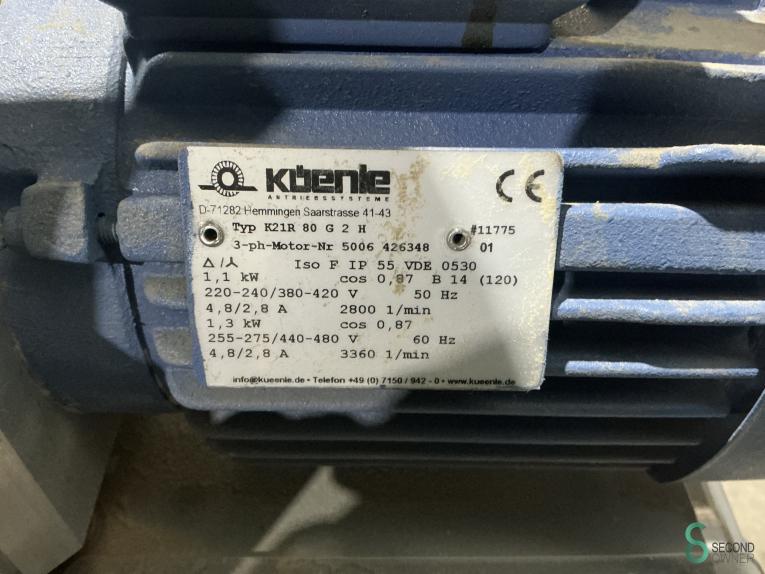 Küenle
ANTRIEBSSYSTEME
CE
D-71282 Hemmingen Saarstrasse 41-43
Typ K21R 80 G 2 H #11775
3-ph-Motor-Nr 5006 426348 01
△/⅄ Iso F IP 55 VDE 0530
1,1 kW cos 0,87 B 14 (120)
220-240/380-420 V 50 Hz
4,8/2,8 A 2800 1/min
1,3 kW cos 0,87
255-275/440-480 V 60 Hz
4,8/2,8 A 3360 1/min
info@kueenle.de • Telefon +49 (0) 7150 / 942 - 0 • www.kueenle.de
SECOND
OWNER